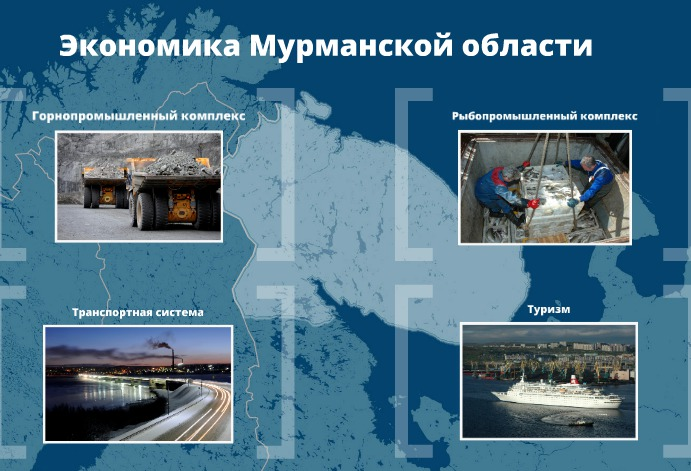 Экономика Мурманской области
Горнопромышленный комплекс
Рыбопромышленный комплекс
Транспортная система
Туризм